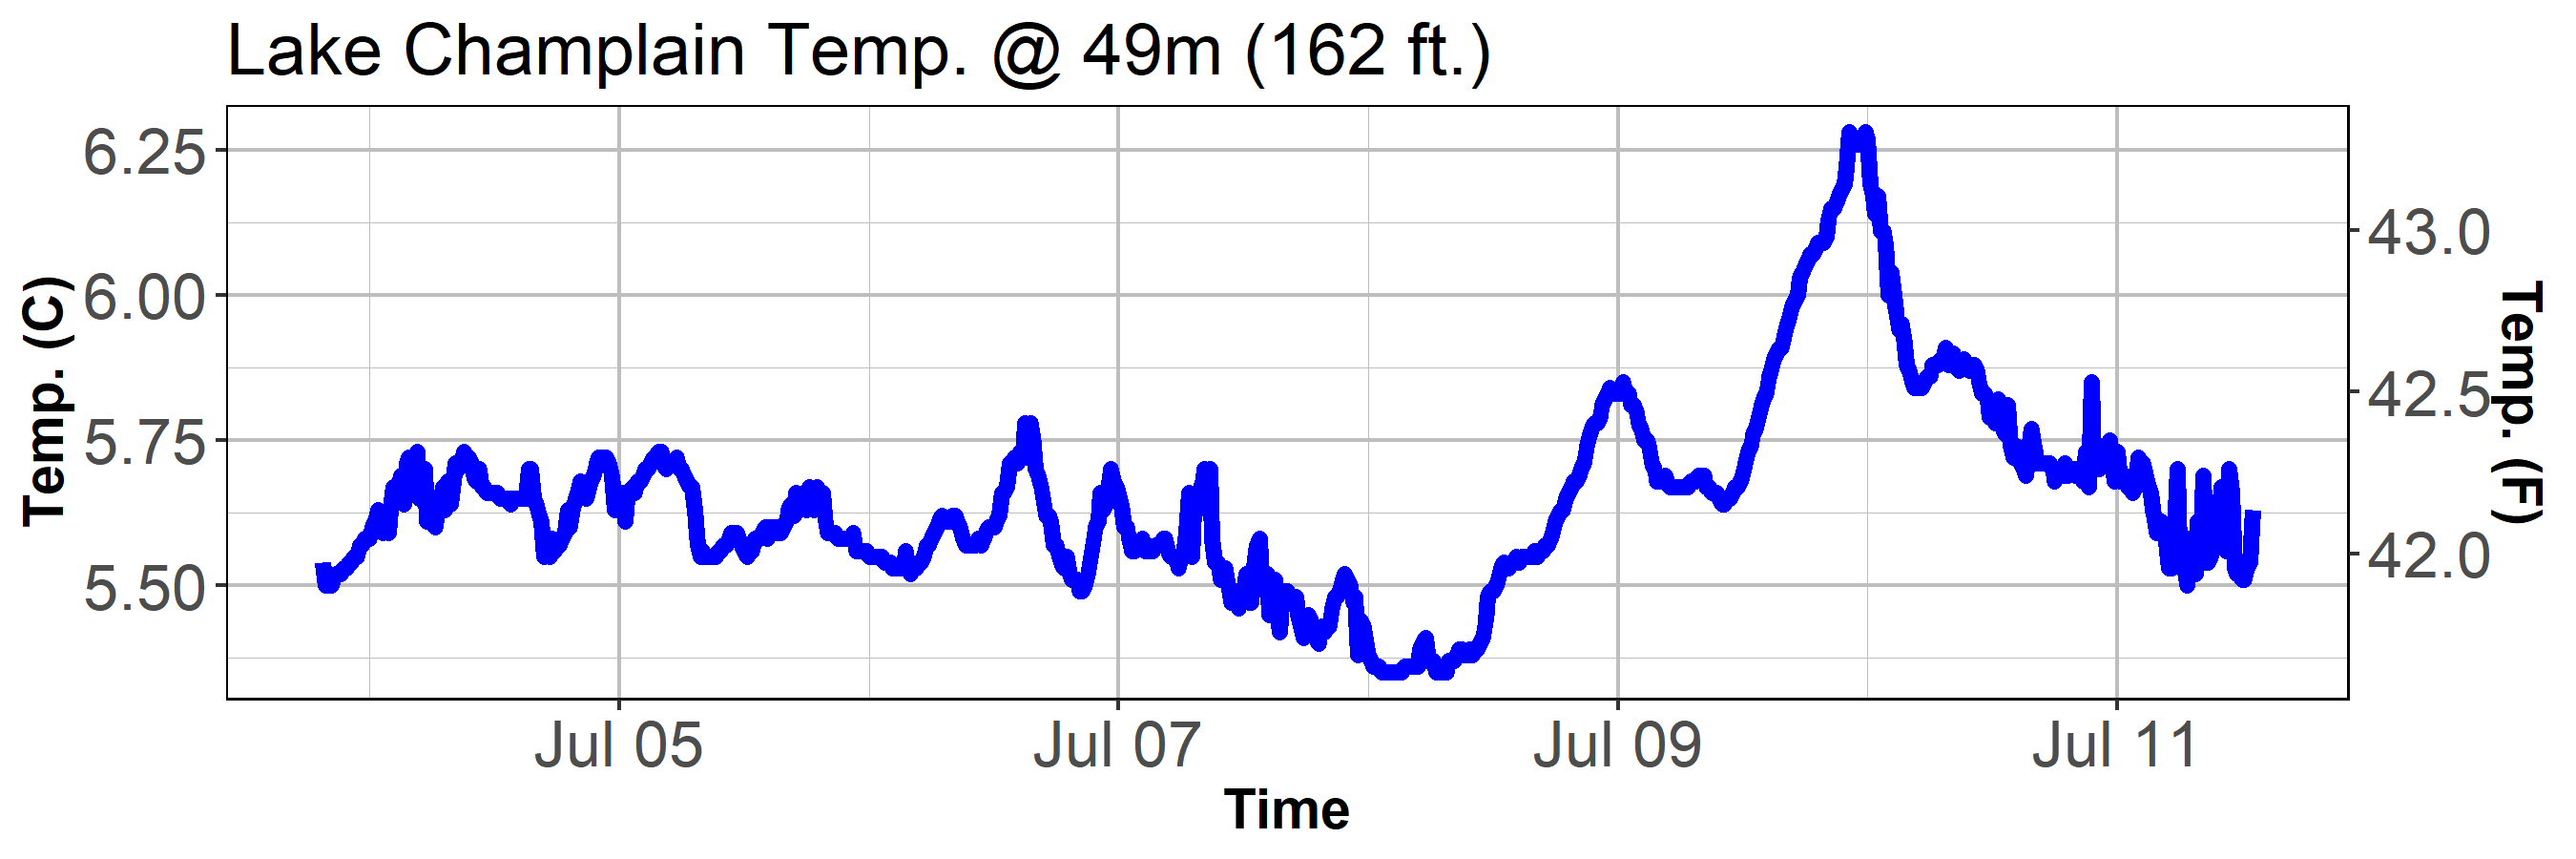 Lake Champlain Temp. @ 49m (162 ft.)
6.25
6.00
5.75
5.50
Temp. (C)
43.0
42.5
42.0
Temp. (F)
Jul 05 Jul 07 Jul 09 Jul 11
Time